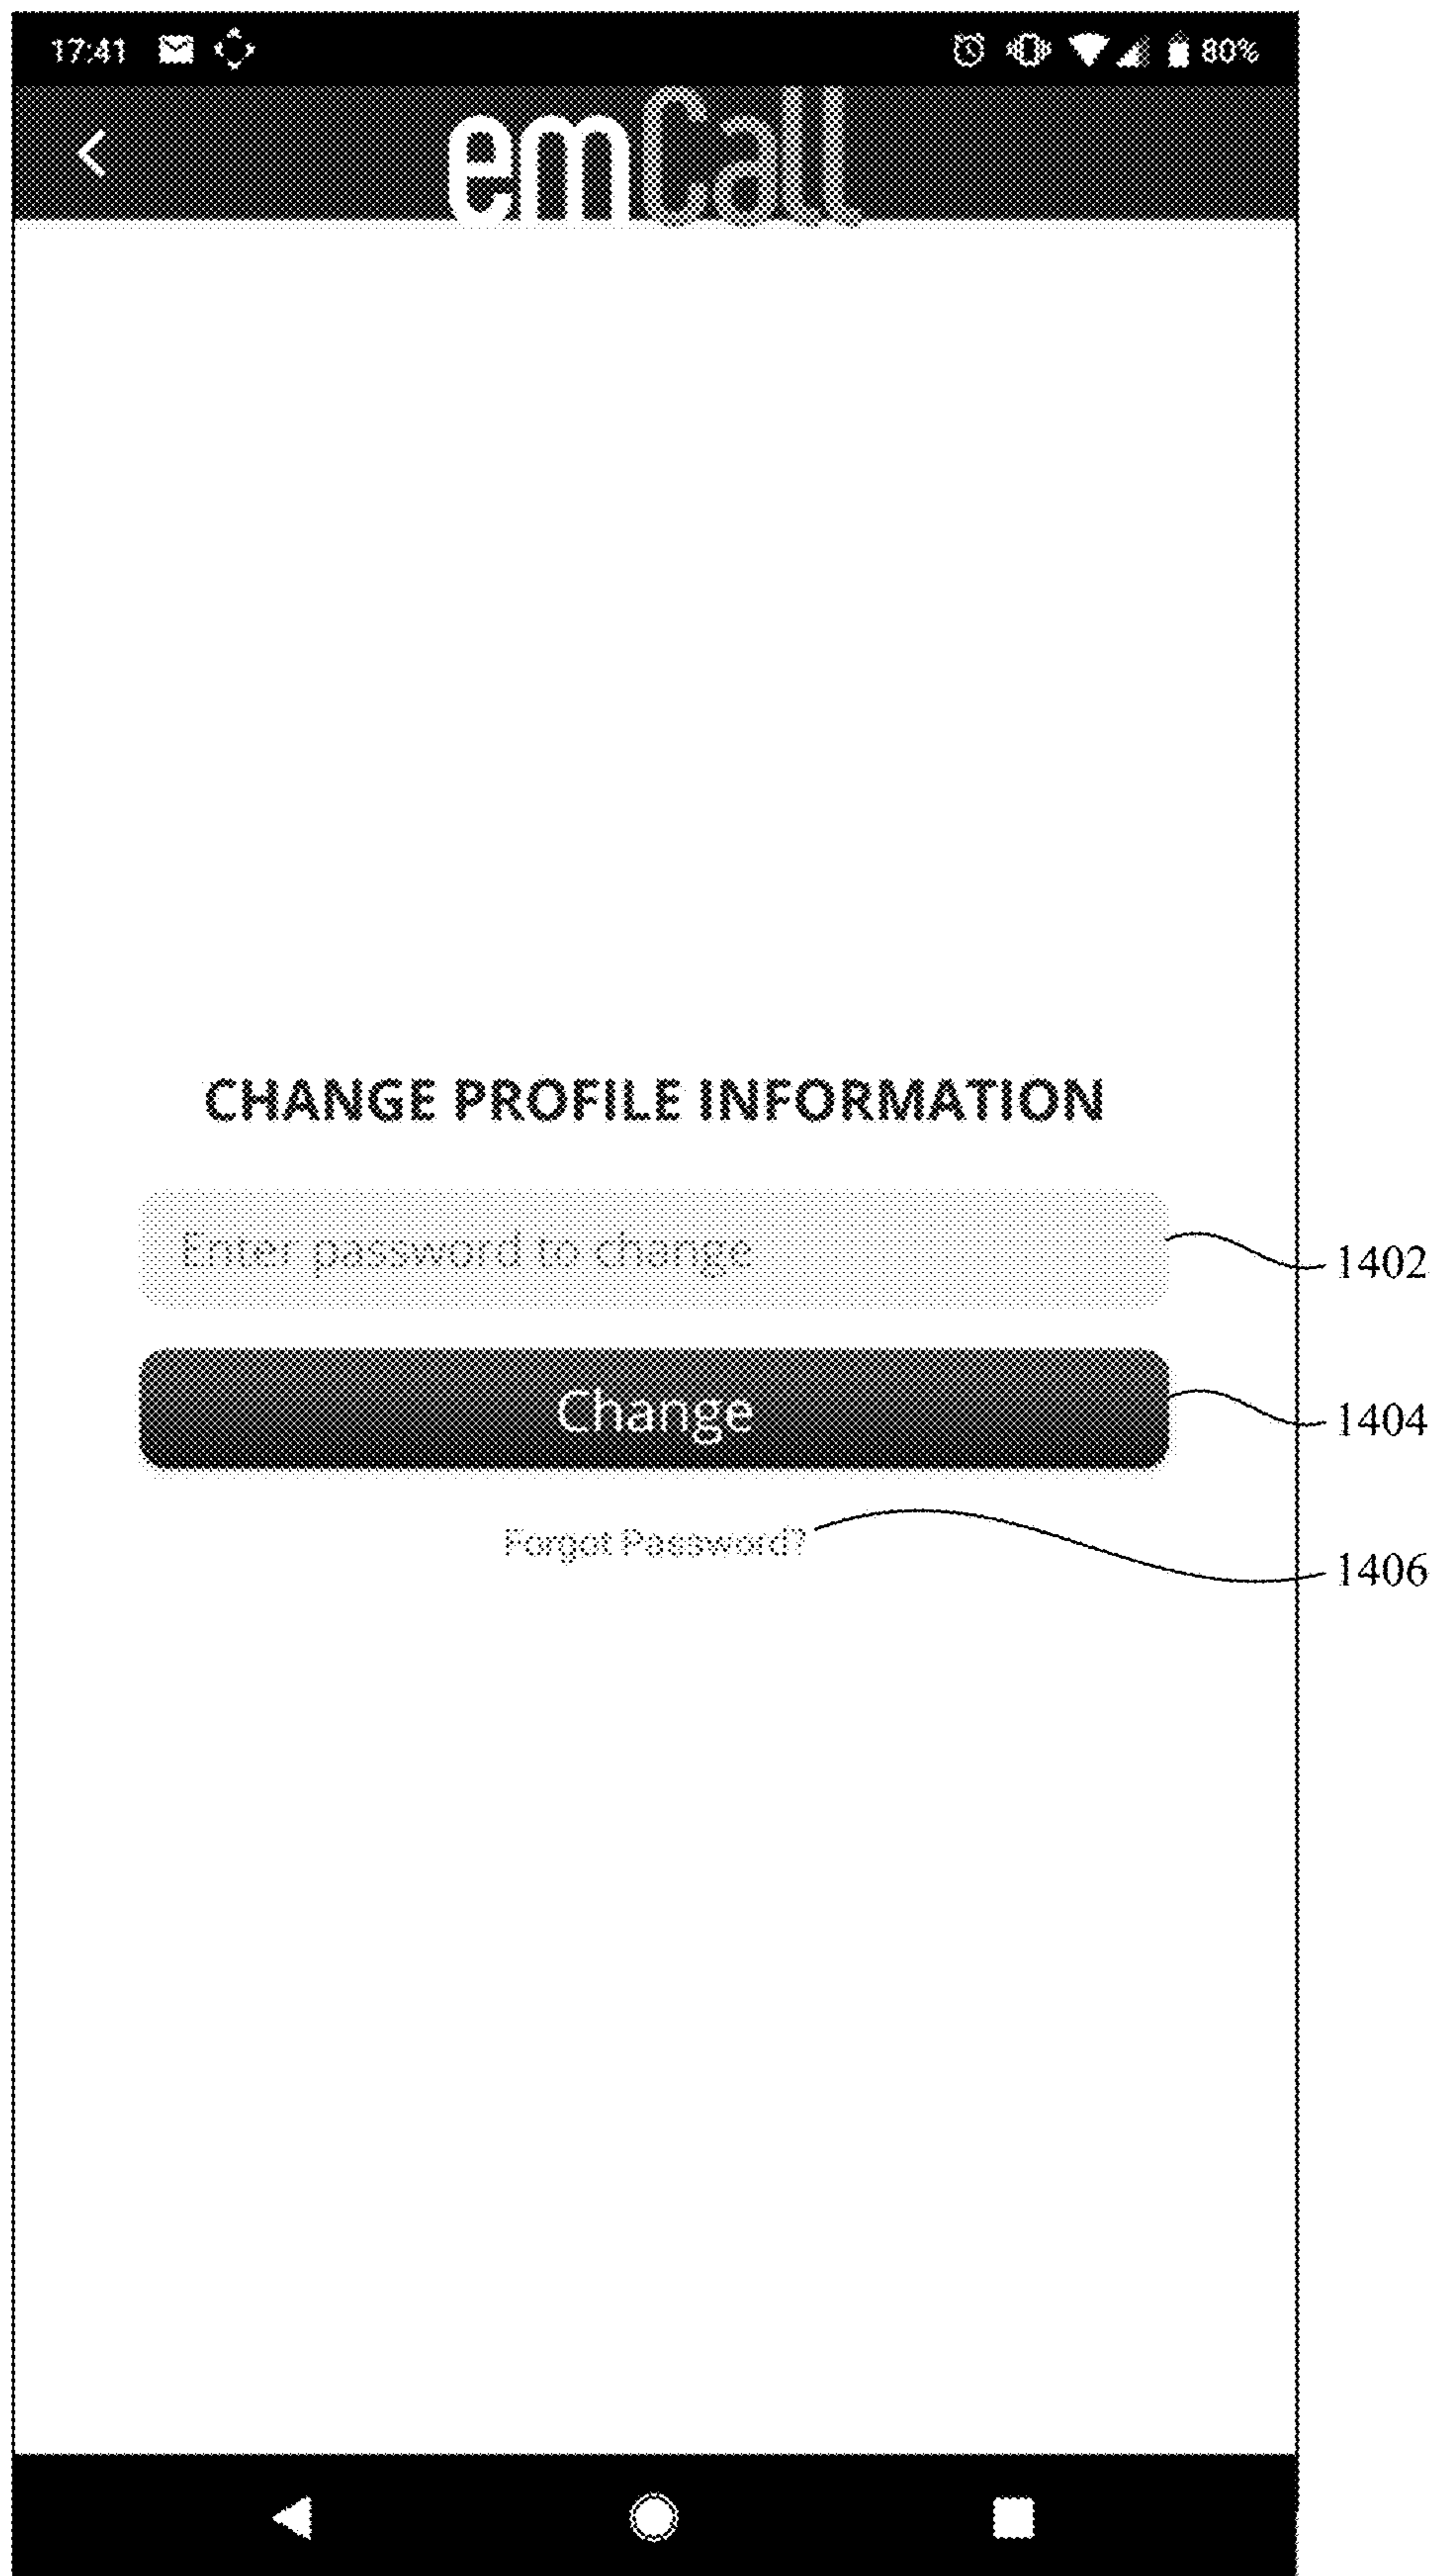 17:41 80%
emCall
CHANGE PROFILE INFORMATION
Enter password to change
1402
Change
1404
Forgot Password?
1406